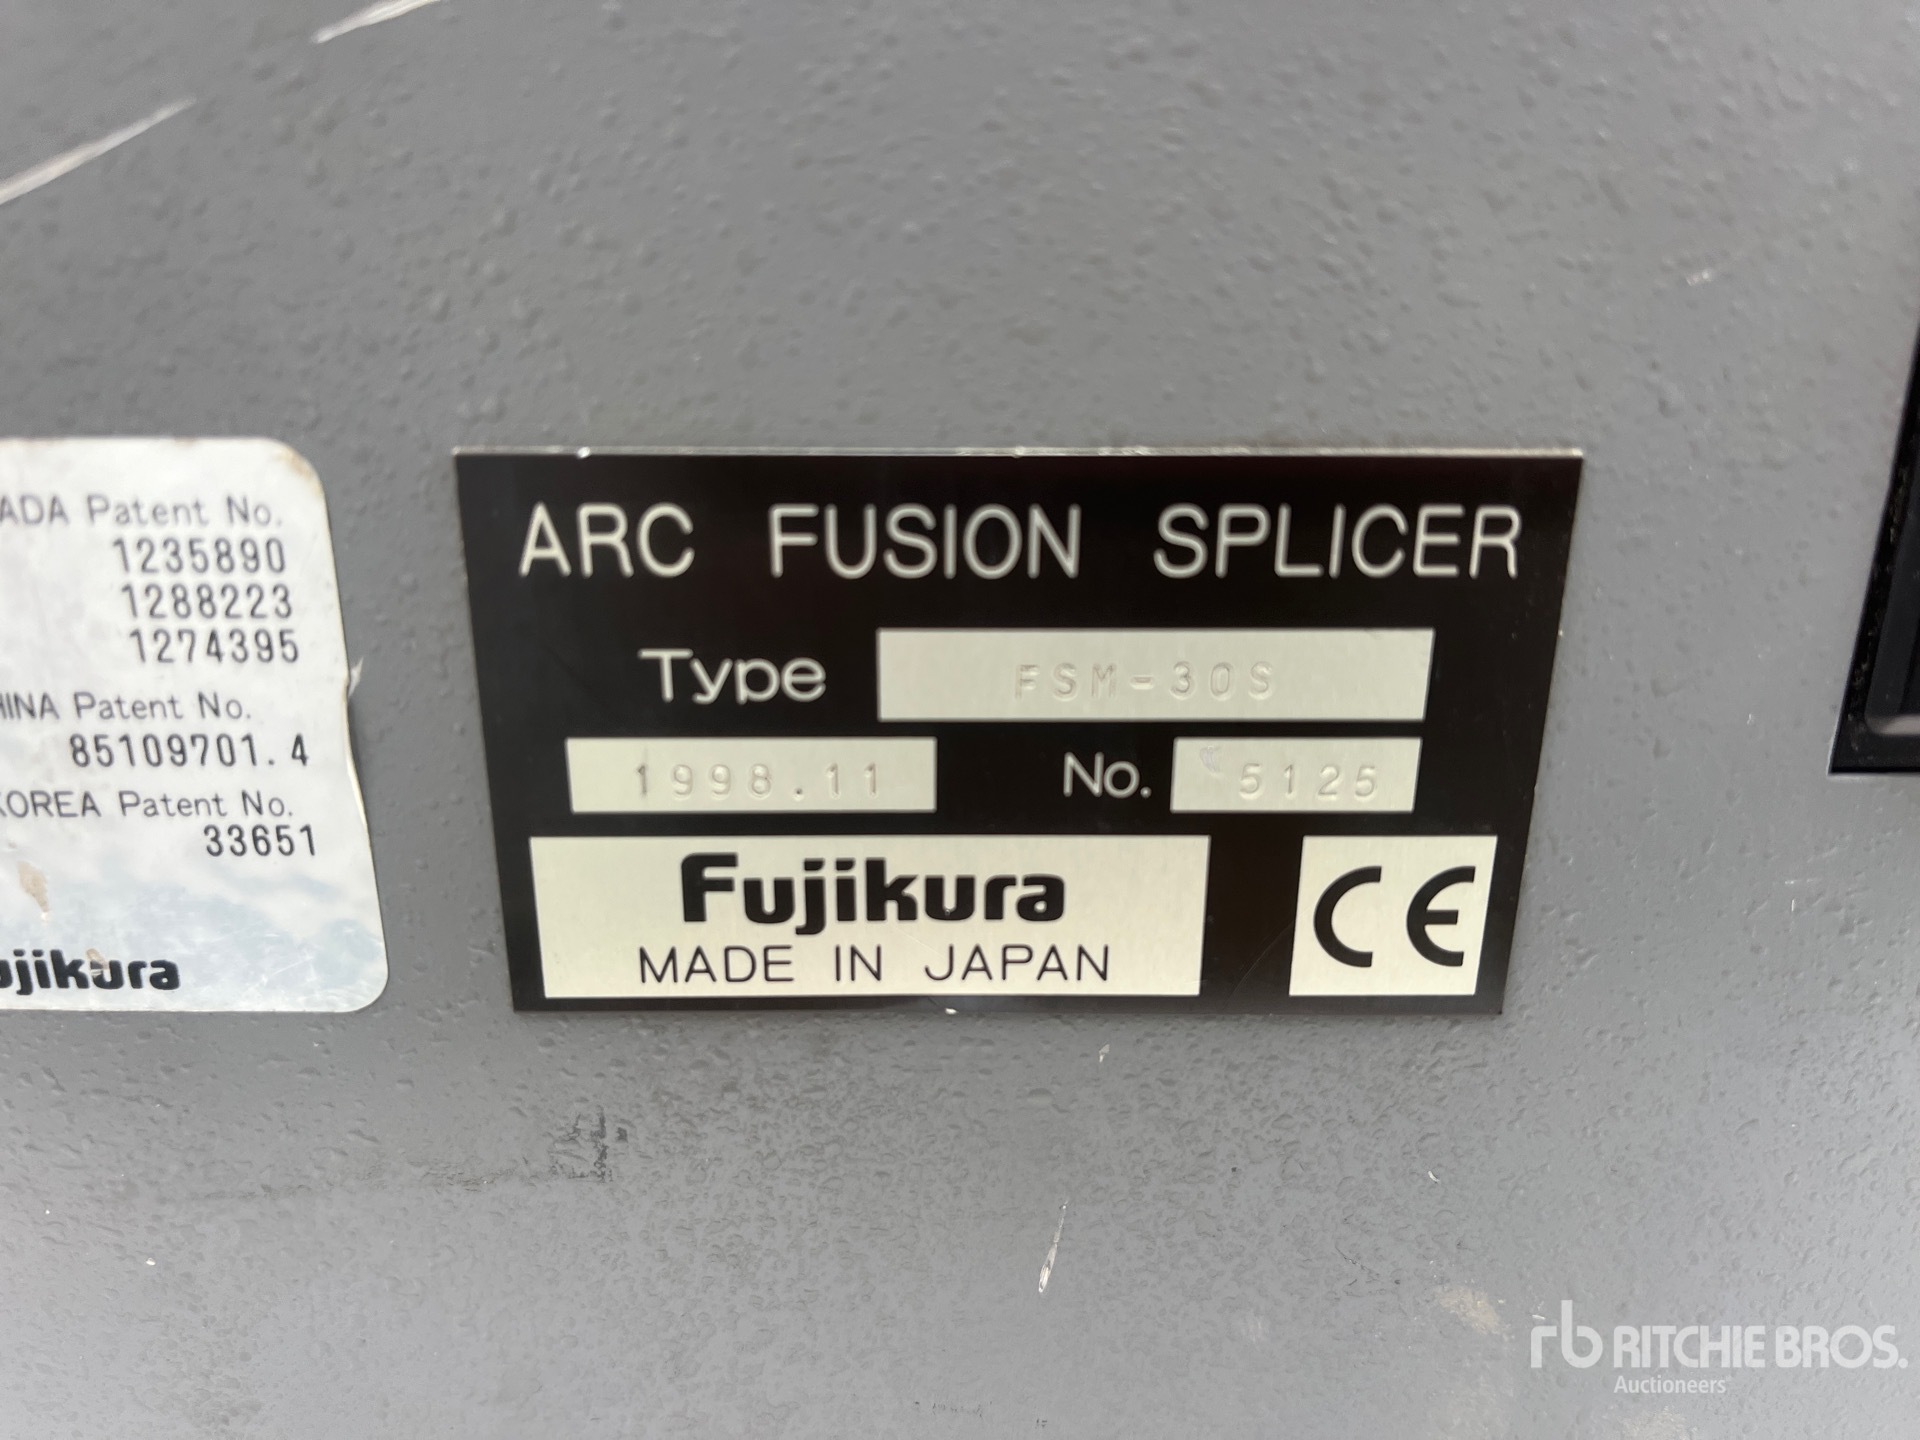 ADA Patent No.
1235890
1288223
1274395
HINA Patent No.
85109701.4
KOREA Patent No.
33651
ujikura
ARC FUSION SPLICER
Type FSM-30S
1998.11 No. 5125
Fujikura
MADE IN JAPAN
CE
rb RITCHIE BROS.
Auctioneers